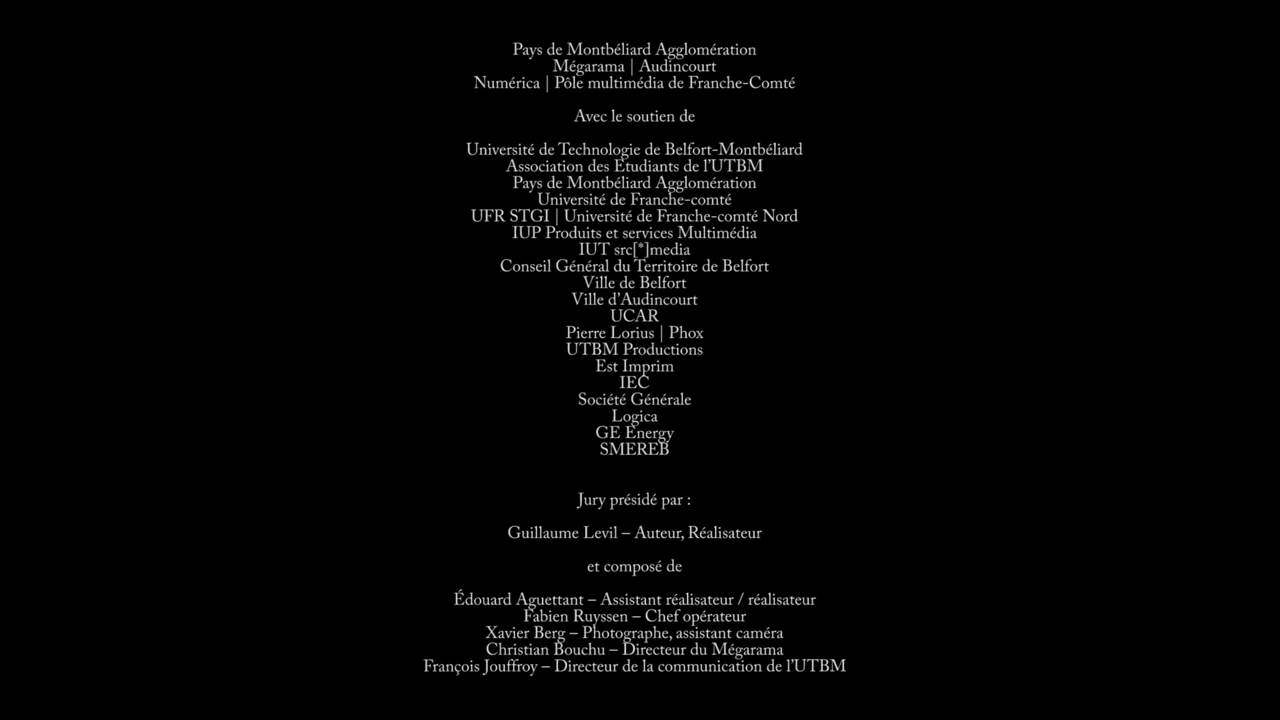 Pays de Montbéliard Agglomération
Mégarama | Audincourt
Numérica | Pôle multimédia de Franche-Comté
Avec le soutien de
Université de Technologie de Belfort-Montbéliard
Association des Etudiants de l'UTBM
Pays de Montbéliard Agglomération
Université de Franche-comté
UFR STGI | Université de Franche-comté Nord
IUP Produits et services Multimédia
IUT src[*]media
Conseil Général du Territoire de Belfort
Ville de Belfort
Ville d'Audincourt
UCAR
Pierre Lorius | Phox
UTBM Productions
Est Imprim
IEC
Société Générale
Logica
GE Energy
SMEREB
Jury présidé par :
Guillaume Levil – Auteur, Réalisateur
et composé de
Édouard Aguettant – Assistant réalisateur / réalisateur
Fabien Ruyssen – Chef opérateur
Xavier Berg – Photographe, assistant caméra
Christian Bouchu – Directeur du Mégarama
François Jouffroy – Directeur de la communication de l'UTBM